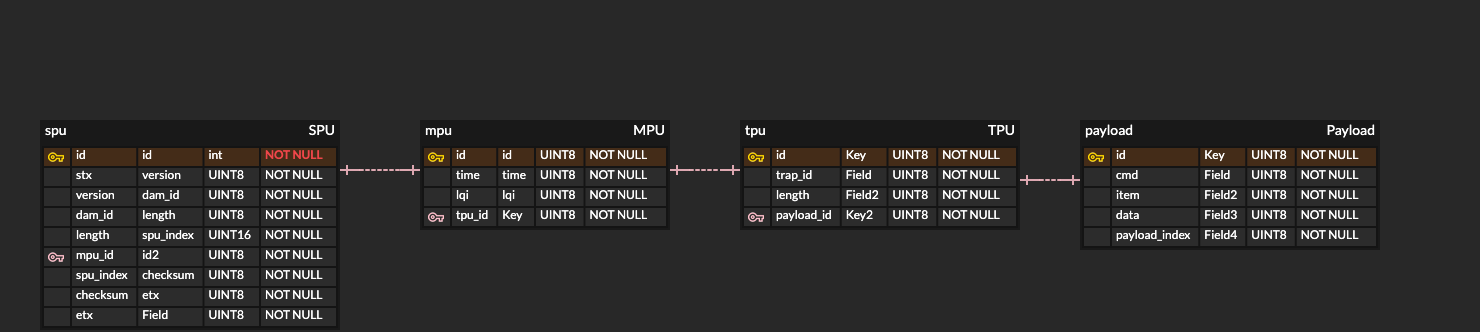 spu SPU
id id int NOT NULL
stx version UINT8 NOT NULL
version dam_id UINT8 NOT NULL
dam_id length UINT8 NOT NULL
length spu_index UINT16 NOT NULL
mpu_id id2 UINT8 NOT NULL
spu_index checksum UINT8 NOT NULL
checksum etx UINT8 NOT NULL
etx Field UINT8 NOT NULL
mpu MPU
id id UINT8 NOT NULL
time time UINT8 NOT NULL
lqi lqi UINT8 NOT NULL
tpu_id Key UINT8 NOT NULL
tpu TPU
id Key UINT8 NOT NULL
trap_id Field UINT8 NOT NULL
length Field2 UINT8 NOT NULL
payload_id Key2 UINT8 NOT NULL
payload Payload
id Key UINT8 NOT NULL
cmd Field UINT8 NOT NULL
item Field2 UINT8 NOT NULL
data Field3 UINT8 NOT NULL
payload_index Field4 UINT8 NOT NULL